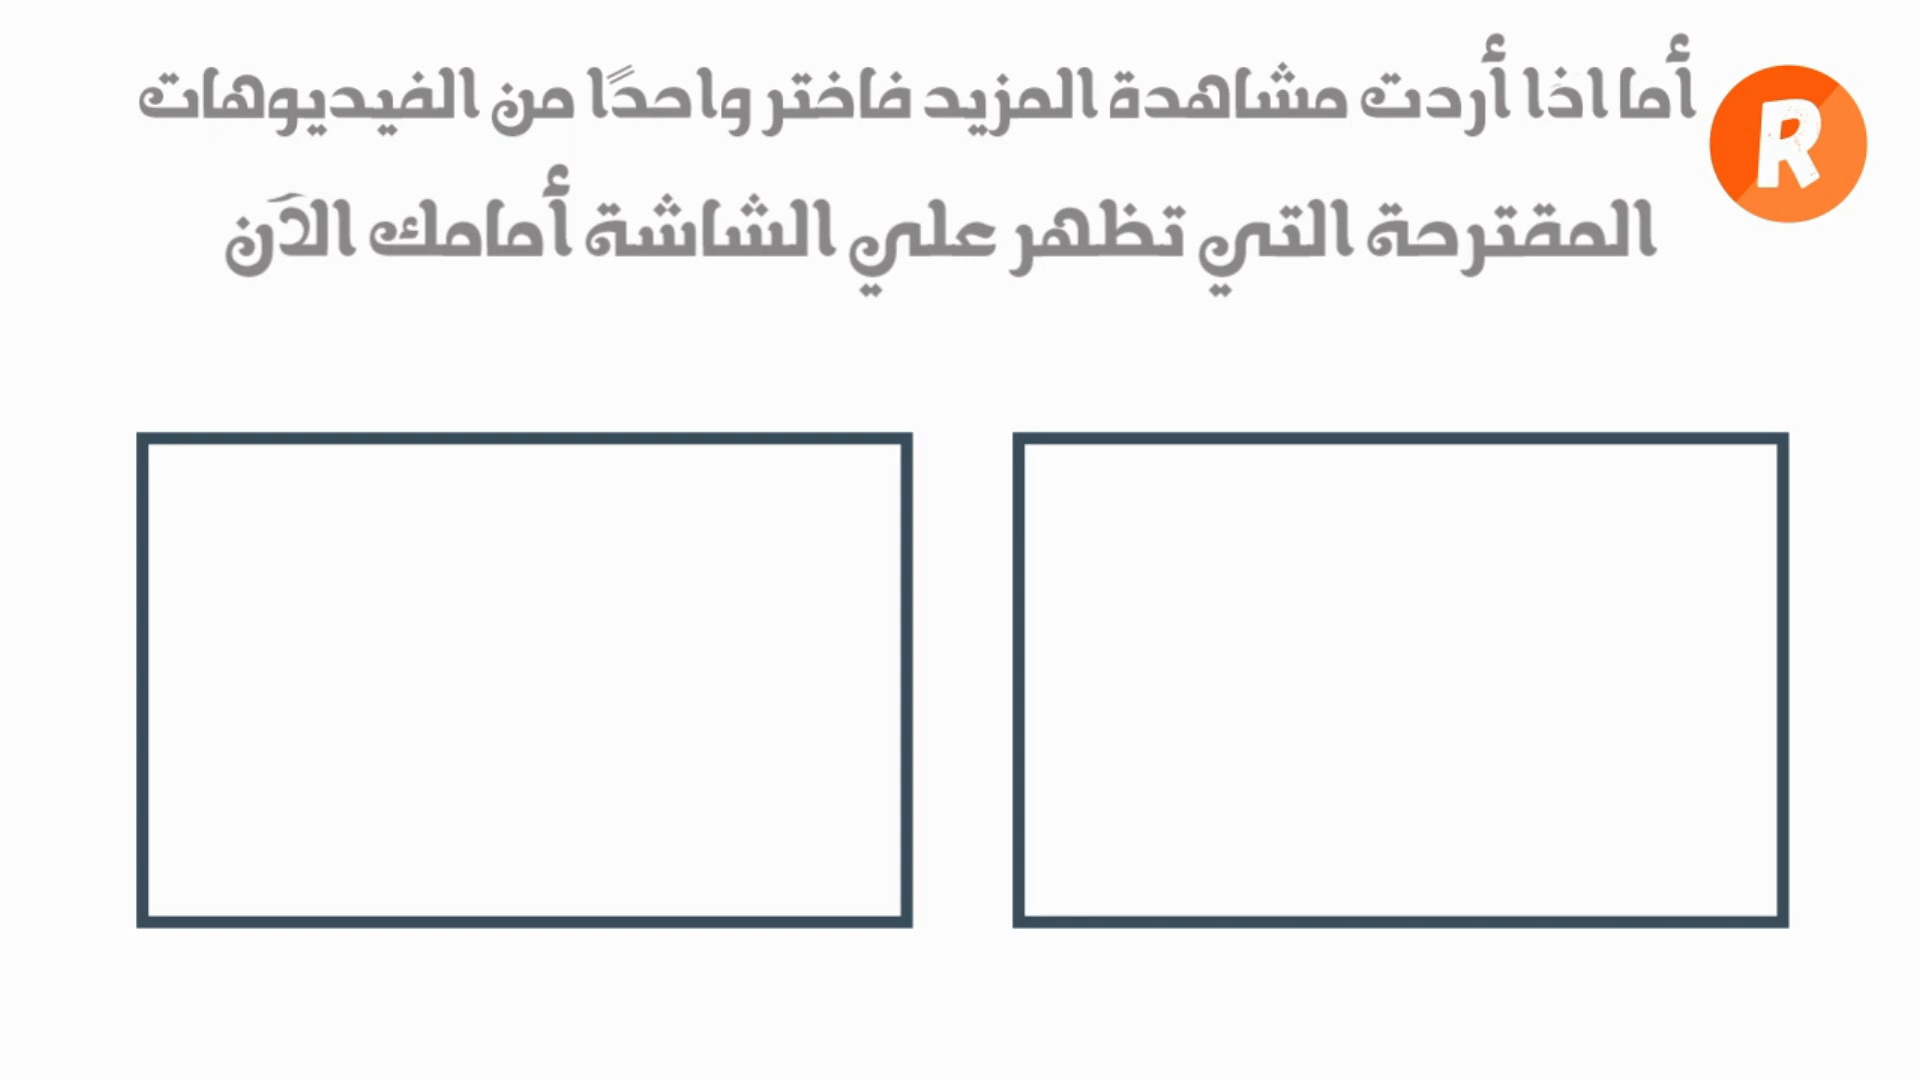 أما اذا أردت مشاهدة المزيد فاختر واحدًا من الفيديوهات
المقترحة التي تظهر علي الشاشة أمامك الآن
R